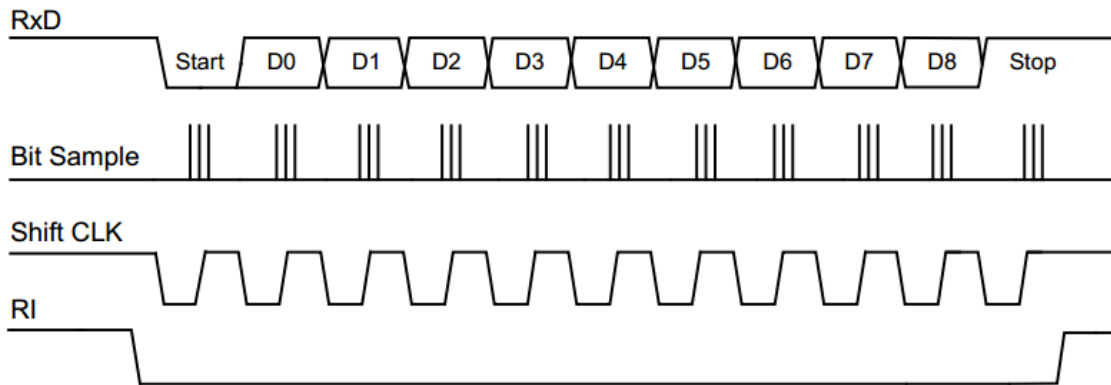 RxD
Start D0 D1 D2 D3 D4 D5 D6 D7 D8 Stop
Bit Sample
Shift CLK
RI